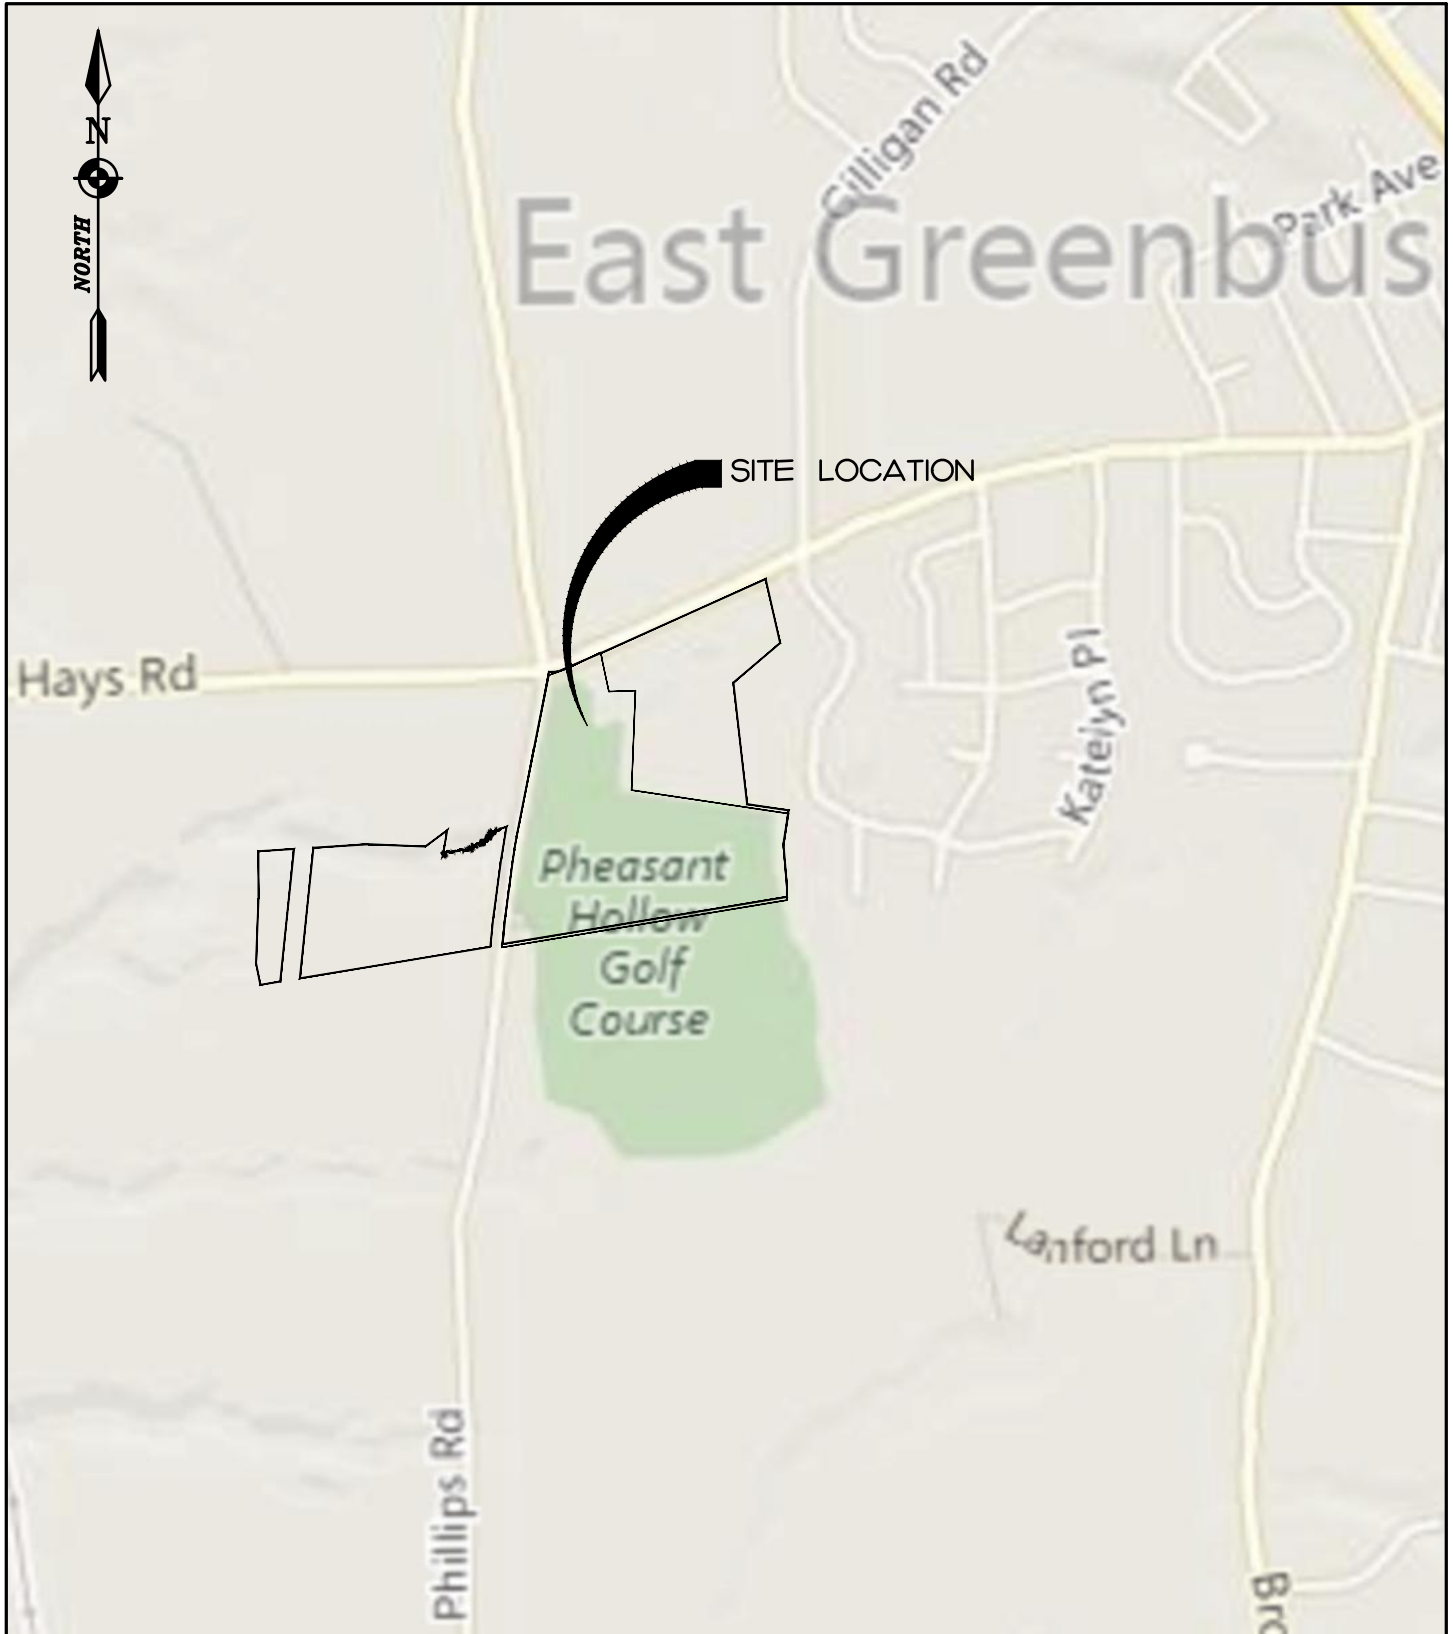 N
NORTH
Gilligan Rd
Park Ave
East Greenbus
SITE LOCATION
Hays Rd
Katelyn Pl
Pheasant
Hollow
Golf
Course
Lanford Ln
Phillips Rd
Bro